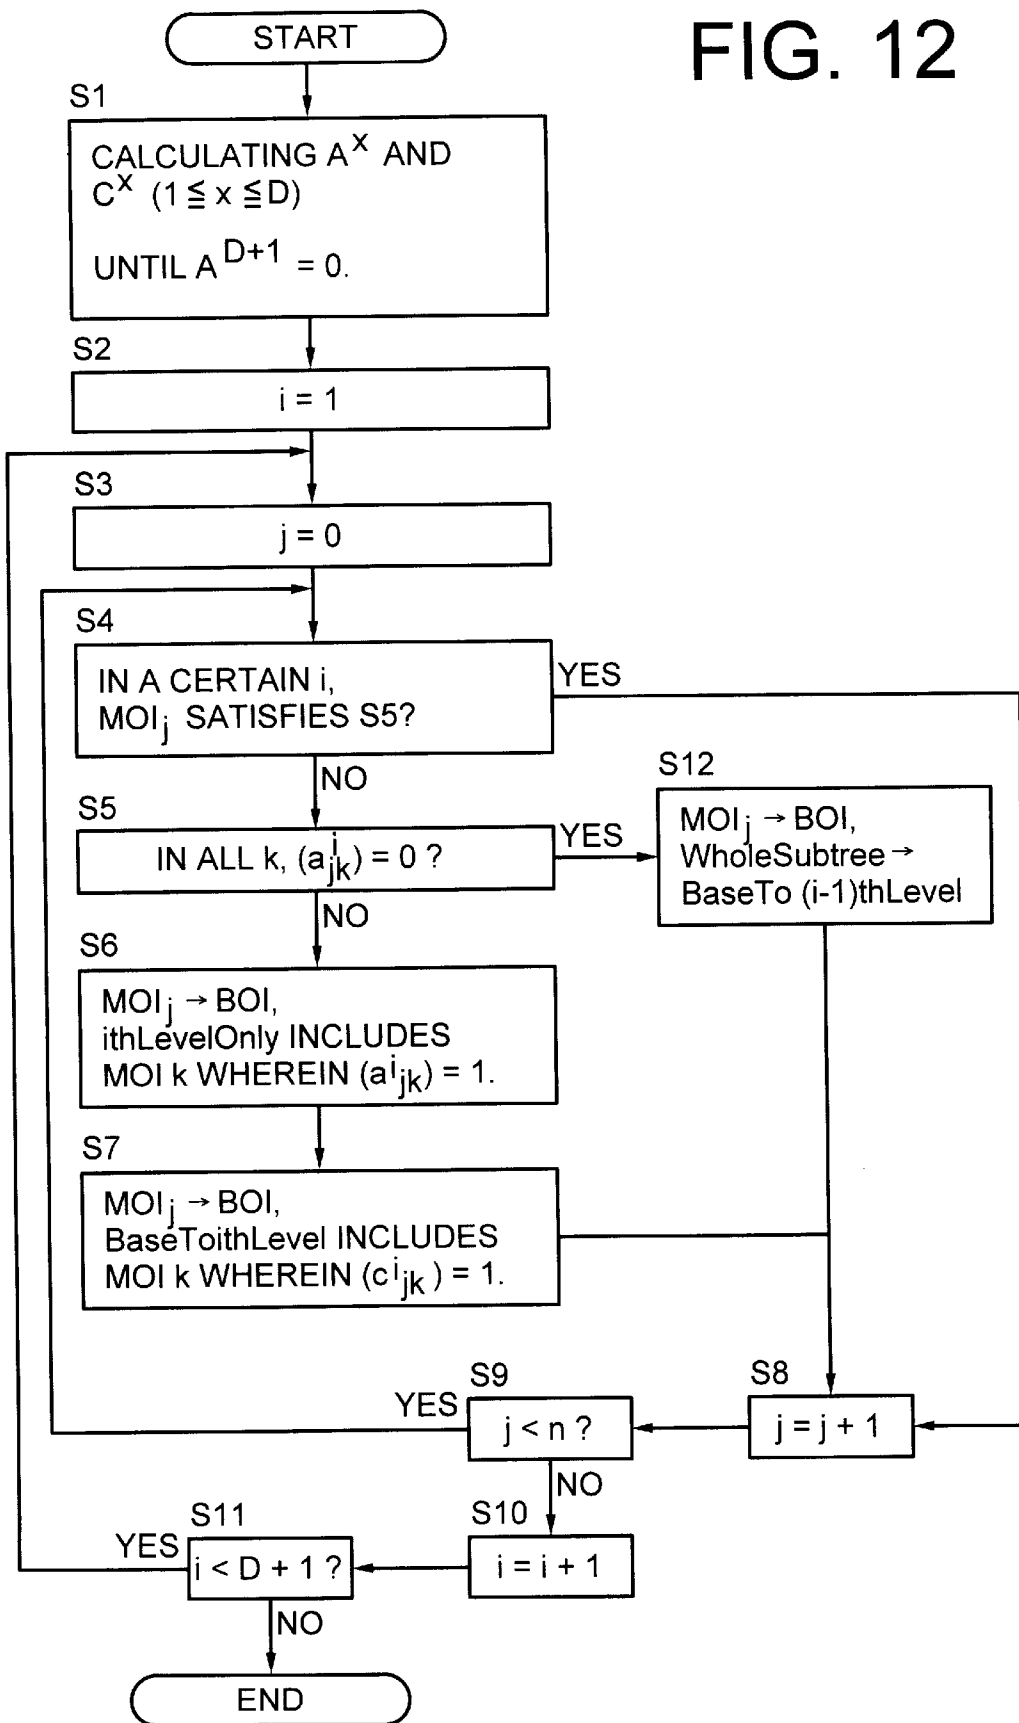 FIG. 12
START
S1
CALCULATING A^X AND
C^X (1 ≦ x ≦ D)
UNTIL A^D+1 = 0.
S2
i = 1
S3
j = 0
S4
IN A CERTAIN i,
MOI_j SATISFIES S5?
YES
NO
S5
IN ALL k, (a^i_jk) = 0 ?
YES
NO
S12
MOI_j → BOI,
WholeSubtree →
BaseTo (i-1)thLevel
S6
MOI_j → BOI,
ithLevelOnly INCLUDES
MOI k WHEREIN (a^i_jk) = 1.
S7
MOI_j → BOI,
BaseToithLevel INCLUDES
MOI k WHEREIN (c^i_jk) = 1.
S8
j = j + 1
S9
j < n ?
YES
NO
S10
i = i + 1
S11
i < D + 1 ?
YES
NO
END